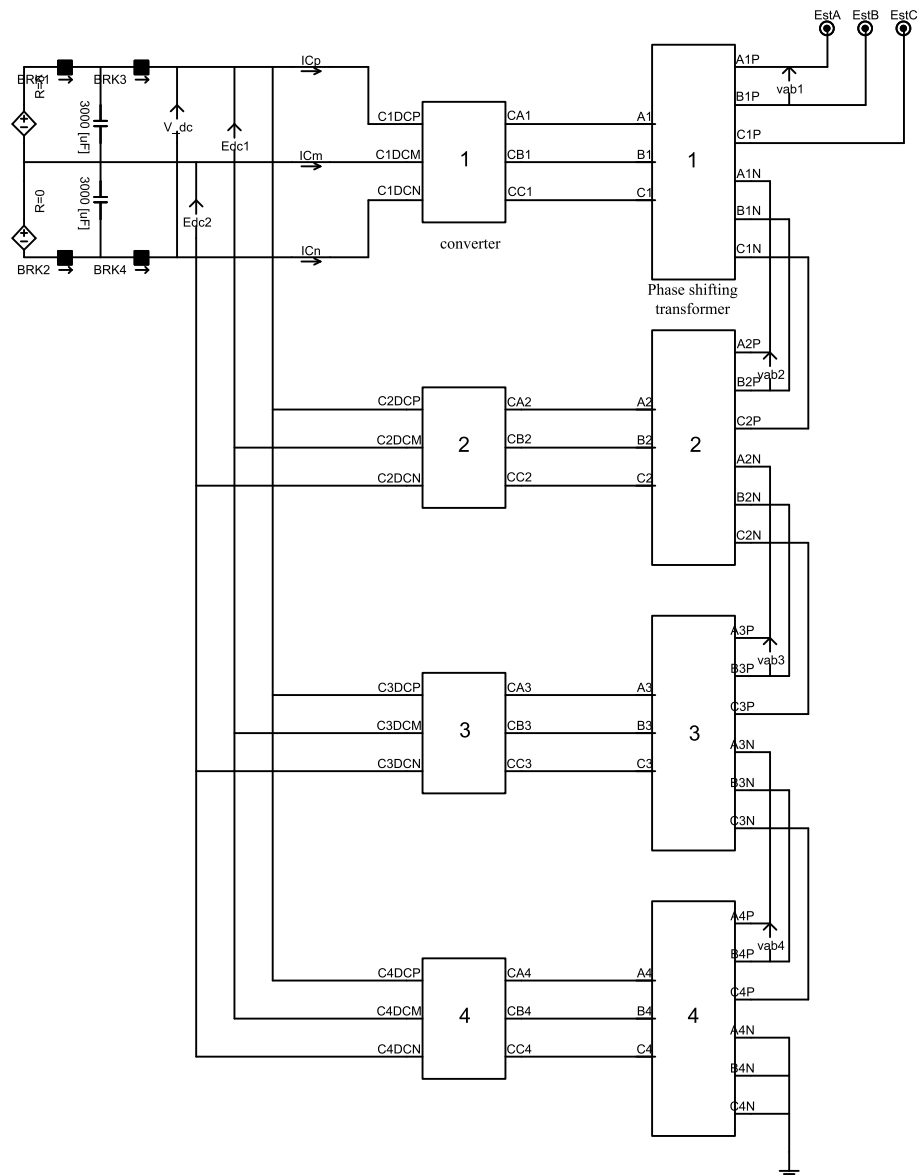 EstA EstB EstC
BRK1 BRK3 ICp
R=0
3000 [uF]
V_dc
Edc1
A1P
vab1
B1P
C1P
C1DCP CA1 A1
C1DCM 1 CB1 B1 1
C1DCN CC1 C1
ICm
3000 [uF]
R=0
Edc2
A1N
B1N
C1N
converter
BRK2 BRK4 ICn
Phase shifting
transformer
A2P
vab2
B2P
C2P
C2DCP CA2 A2
C2DCM 2 CB2 B2 2
C2DCN CC2 C2
A2N
B2N
C2N
A3P
vab3
B3P
C3P
C3DCP CA3 A3
C3DCM 3 CB3 B3 3
C3DCN CC3 C3
A3N
B3N
C3N
A4P
vab4
B4P
C4P
C4DCP CA4 A4
C4DCM 4 CB4 B4 4
C4DCN CC4 C4
A4N
B4N
C4N